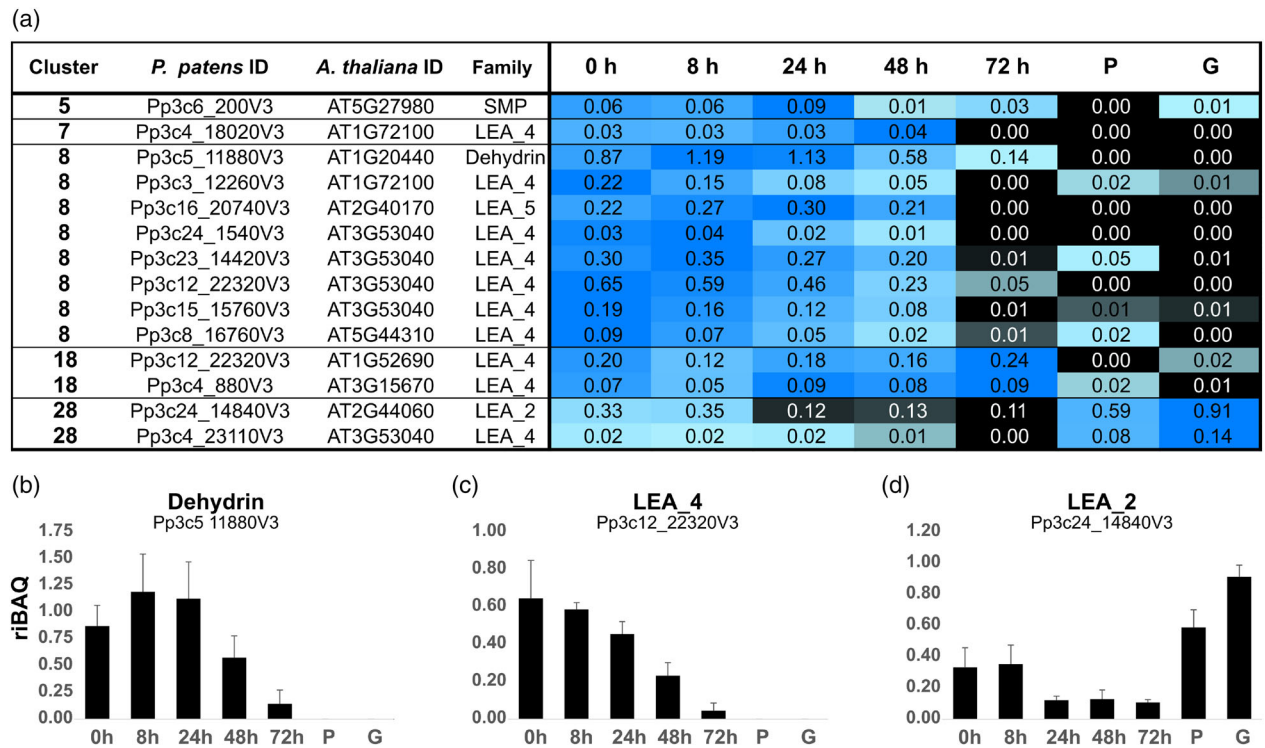 (a)
Cluster P. patens ID A. thaliana ID Family 0 h 8 h 24 h 48 h 72 h P G
5 Pp3c6_200V3 AT5G27980 SMP 0.06 0.06 0.09 0.01 0.03 0.00 0.01
7 Pp3c4_18020V3 AT1G72100 LEA_4 0.03 0.03 0.03 0.04 0.00 0.00 0.00
8 Pp3c5_11880V3 AT1G20440 Dehydrin 0.87 1.19 1.13 0.58 0.14 0.00 0.00
8 Pp3c3_12260V3 AT1G72100 LEA_4 0.22 0.15 0.08 0.05 0.00 0.02 0.01
8 Pp3c16_20740V3 AT2G40170 LEA_5 0.22 0.27 0.30 0.21 0.00 0.00 0.00
8 Pp3c24_1540V3 AT3G53040 LEA_4 0.03 0.04 0.02 0.01 0.00 0.00 0.00
8 Pp3c23_14420V3 AT3G53040 LEA_4 0.30 0.35 0.27 0.20 0.01 0.05 0.01
8 Pp3c12_22320V3 AT3G53040 LEA_4 0.65 0.59 0.46 0.23 0.05 0.00 0.00
8 Pp3c15_15760V3 AT3G53040 LEA_4 0.19 0.16 0.12 0.08 0.01 0.01 0.01
8 Pp3c8_16760V3 AT5G44310 LEA_4 0.09 0.07 0.05 0.02 0.01 0.02 0.00
18 Pp3c12_22320V3 AT1G52690 LEA_4 0.20 0.12 0.18 0.16 0.24 0.00 0.02
18 Pp3c4_880V3 AT3G15670 LEA_4 0.07 0.05 0.09 0.08 0.09 0.02 0.01
28 Pp3c24_14840V3 AT2G44060 LEA_2 0.33 0.35 0.12 0.13 0.11 0.59 0.91
28 Pp3c4_23110V3 AT3G53040 LEA_4 0.02 0.02 0.02 0.01 0.00 0.08 0.14
(b)
Dehydrin
Pp3c5 11880V3
riBAQ
1.75
1.50
1.25
1.00
0.75
0.50
0.25
0.00
0h 8h 24h 48h 72h P G
(c)
LEA_4
Pp3c12_22320V3
1.00
0.80
0.60
0.40
0.20
0.00
0h 8h 24h 48h 72h P G
(d)
LEA_2
Pp3c24_14840V3
1.20
1.00
0.80
0.60
0.40
0.20
0.00
0h 8h 24h 48h 72h P G